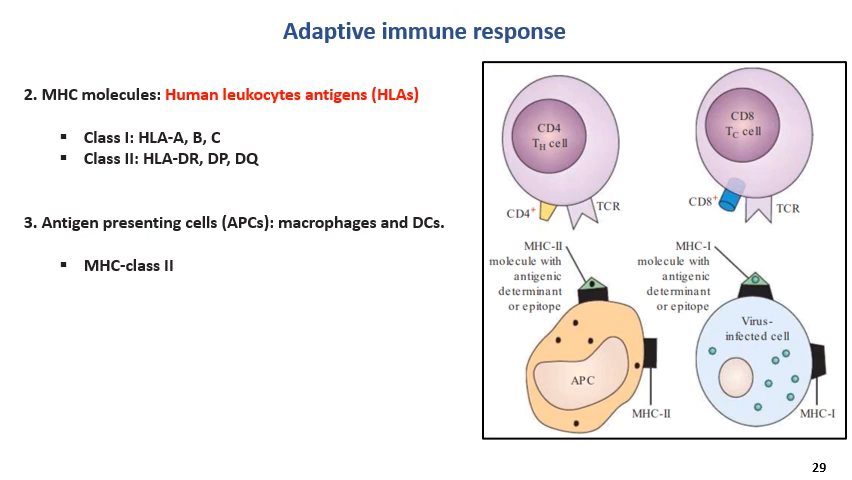 Adaptive immune response
2. MHC molecules: Human leukocytes antigens (HLAs)
▪ Class I: HLA-A, B, C
▪ Class II: HLA-DR, DP, DQ
3. Antigen presenting cells (APCs): macrophages and DCs.
▪ MHC-class II
CD4
TH cell
CD4+
TCR
MHC-II
molecule with
antigenic
determinant
or epitope
APC
MHC-II
CD8
TC cell
CD8+
TCR
MHC-I
molecule with
antigenic
determinant
or epitope
Virus-
infected cell
MHC-I
29